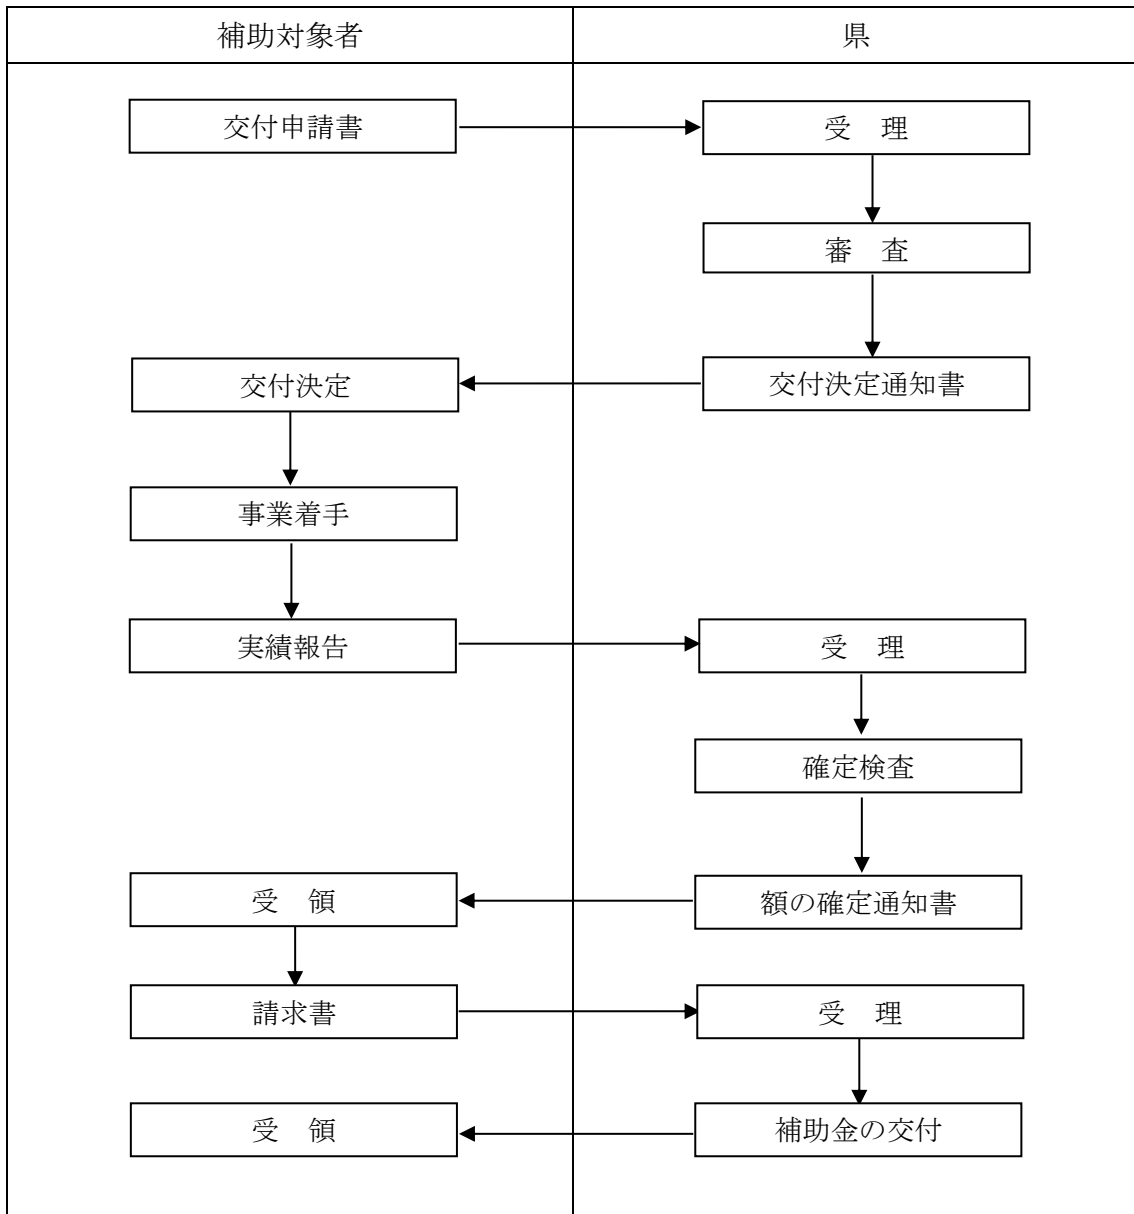 補助対象者
県
交付申請書
受　理
審　査
交付決定
交付決定通知書
事業着手
実績報告
受　理
確定検査
受　領
額の確定通知書
請求書
受　理
受　領
補助金の交付